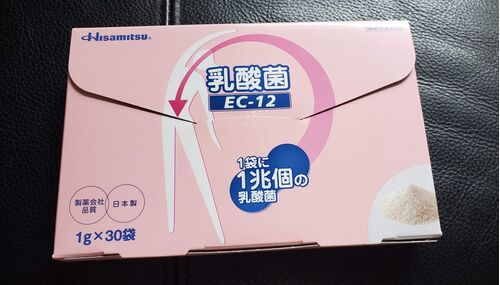 Hisamitsu®
乳酸菌
EC-12
1袋に
1兆個の
乳酸菌
製薬会社
品質
日本製
1g×30袋